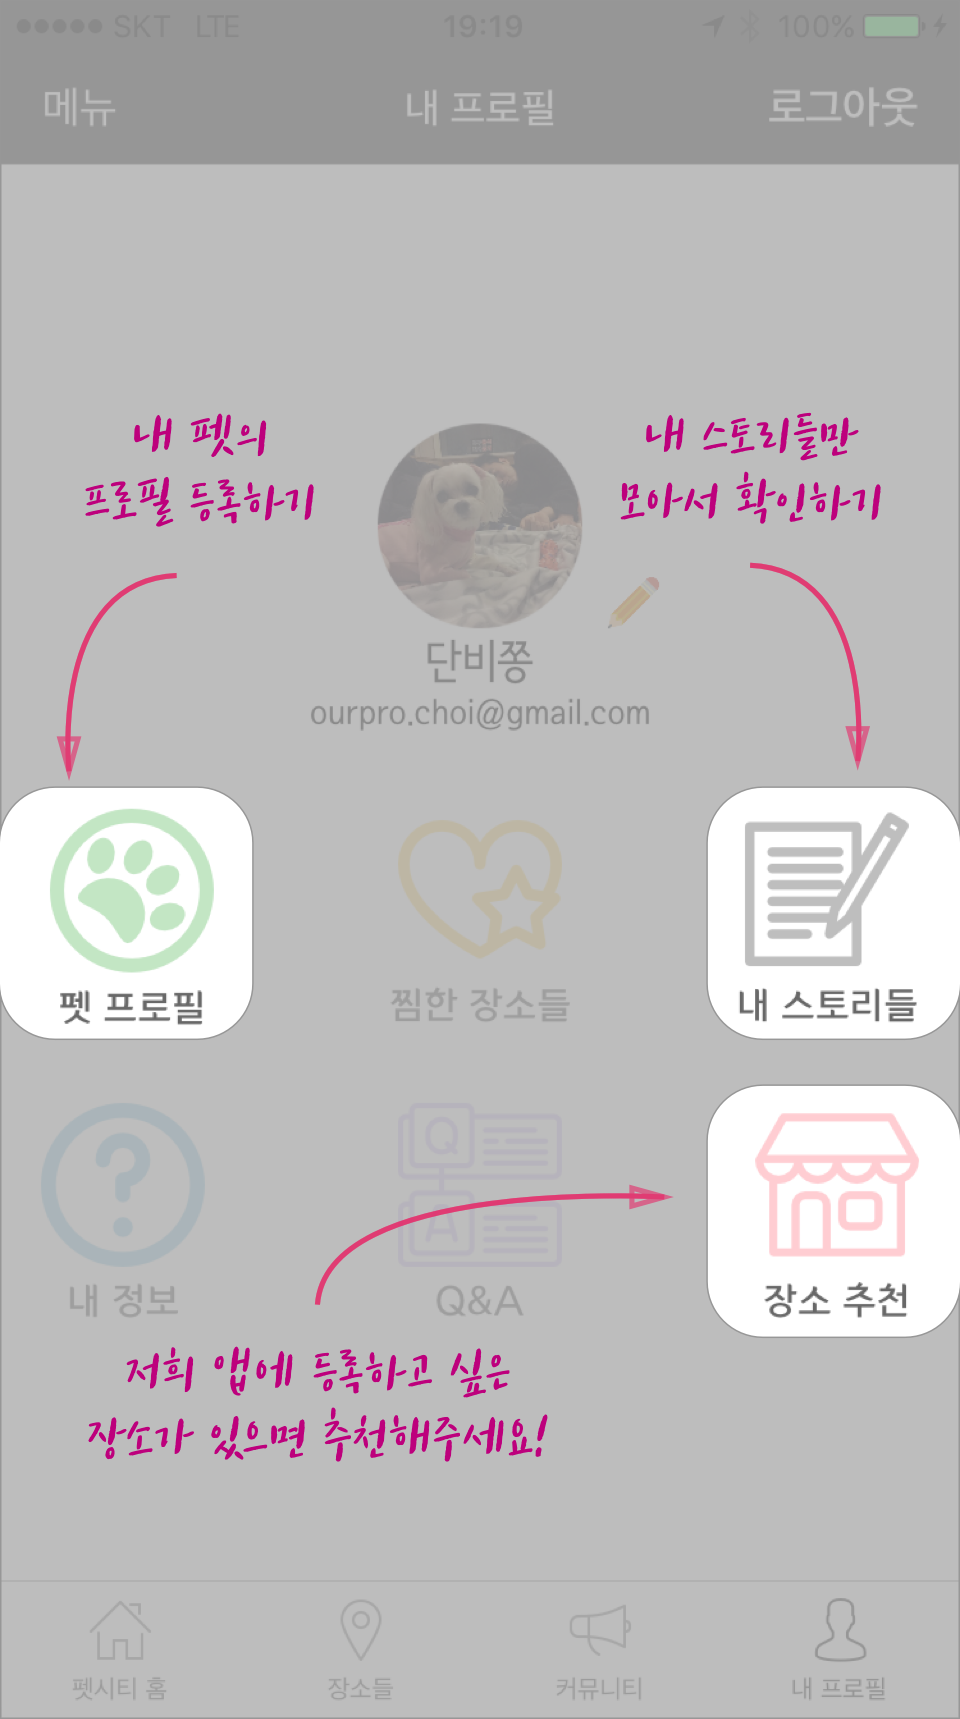 SKT LTE 19:19 100%
메뉴 내 프로필 로그아웃
내 펫의
프로필 등록하기
내 스토리들만
모아서 확인하기
단비쫑
ourpro.choi@gmail.com
펫 프로필 찜한 장소들 내 스토리들
Q
A
내 정보 Q&A 장소 추천
저희 앱에 등록하고 싶은
장소가 있으면 추천해주세요!
펫시티 홈 장소들 커뮤니티 내 프로필